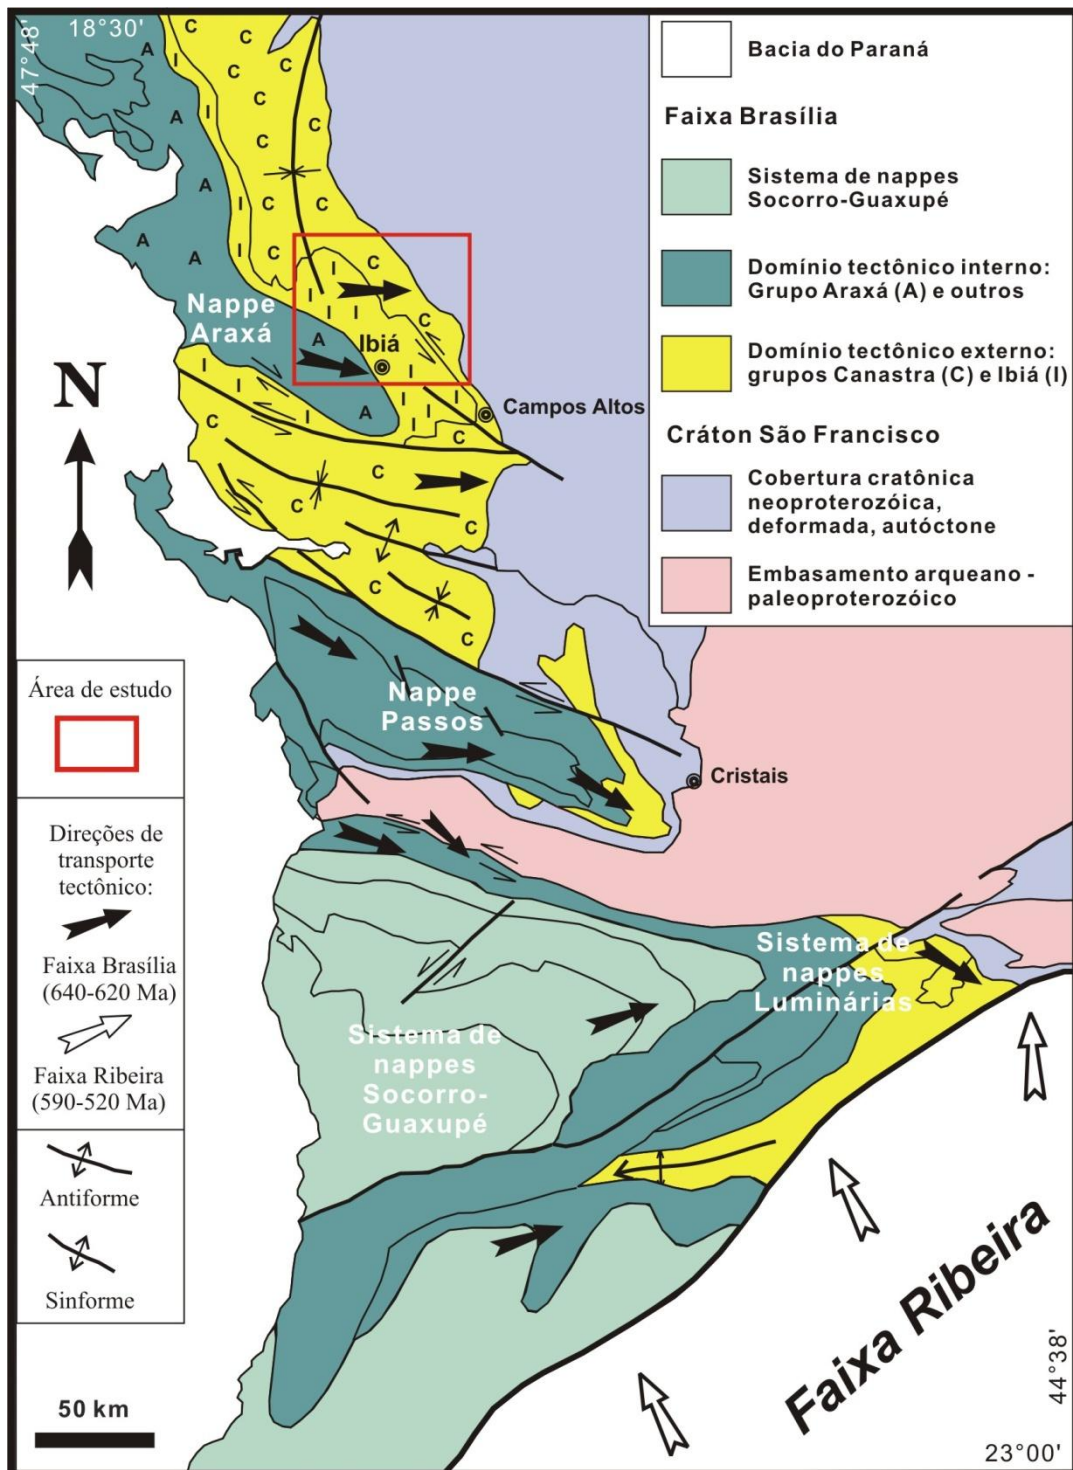 18°30'
47°48'
Bacia do Paraná
Faixa Brasília
Sistema de nappes
Socorro-Guaxupé
Domínio tectônico interno:
Grupo Araxá (A) e outros
Domínio tectônico externo:
grupos Canastra (C) e Ibiá (I)
Cráton São Francisco
Cobertura cratônica
neoproterozóica,
deformada, autóctone
Embasamento arqueano -
paleoproterozóico
A
I
C
C
C
C
C
A
C
C
A
I
C
C
A
A
I
C
C
I
I
I
I
C
Nappe
Araxá
A
Ibiá
I
I
I
I
I
C
A
I
I
C
C
C
C
C
C
N
Campos Altos
Nappe
Passos
Cristais
Área de estudo
Direções de
transporte
tectônico:
Faixa Brasília
(640-620 Ma)
Faixa Ribeira
(590-520 Ma)
Antiforme
Sinforme
Sistema de
nappes
Luminárias
Sistema de
nappes
Socorro-
Guaxupé
Faixa Ribeira
50 km
44°38'
23°00'